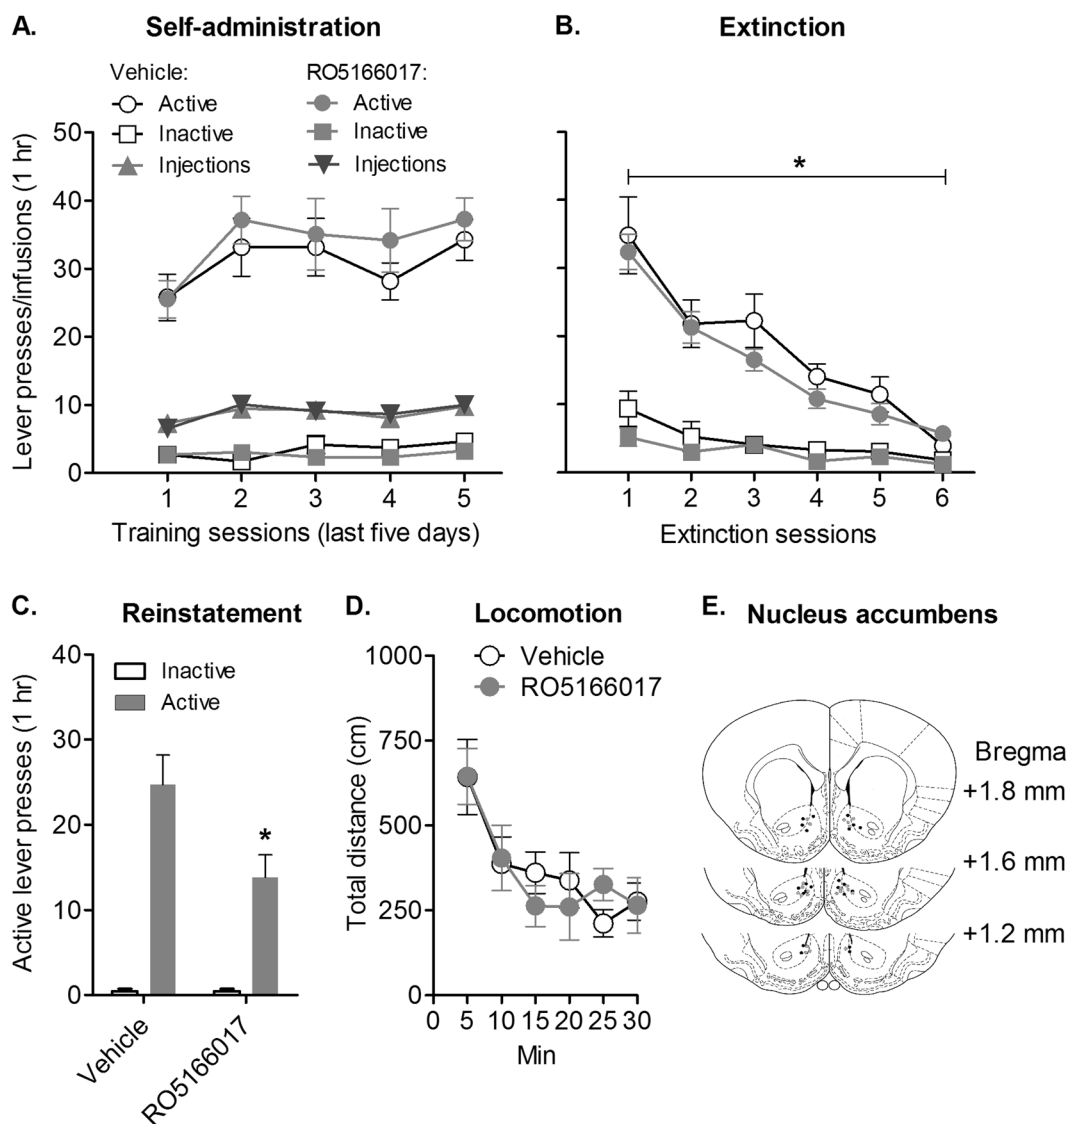 A. Self-administration
Vehicle: RO5166017:
Active Active
Inactive Inactive
Injections Injections
Lever presses/infusions (1 hr)
50
40
30
20
10
0
1 2 3 4 5
Training sessions (last five days)
B. Extinction
*
1 2 3 4 5 6
Extinction sessions
C. Reinstatement
Inactive
Active
Active lever presses (1 hr)
40
30
20
10
0
*
Vehicle
RO5166017
D. Locomotion
Vehicle
RO5166017
Total distance (cm)
1000
750
500
250
0
0 5 10 15 20 25 30
Min
E. Nucleus accumbens
Bregma
+1.8 mm
+1.6 mm
+1.2 mm